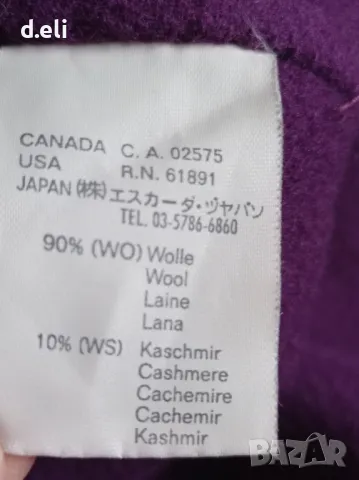 d.eli
CANADA C. A. 02575
USA R.N. 61891
JAPAN (株) エスカーダ・ジャパン
TEL. 03-5786-6860
90% (WO) Wolle
Wool
Laine
Lana
10% (WS) Kaschmir
Cashmere
Cachemire
Cachemir
Kashmir
BAZAR